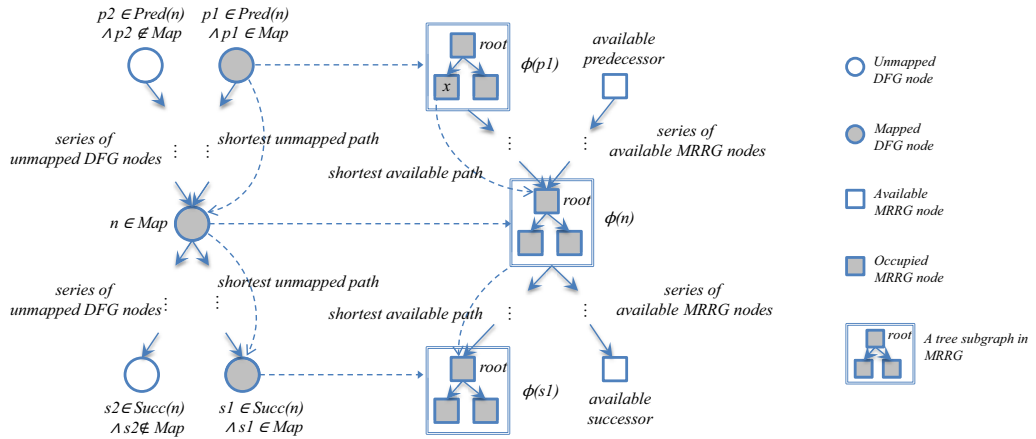 p2 ∈ Pred(n)
∧ p2 ∉ Map
p1 ∈ Pred(n)
∧ p1 ∈ Map
root
x
ϕ(p1)
available
predecessor
series of
unmapped DFG nodes
shortest unmapped path
shortest available path
series of
available MRRG nodes
n ∈ Map
root
ϕ(n)
series of
unmapped DFG nodes
shortest unmapped path
shortest available path
series of
available MRRG nodes
root
ϕ(s1)
s2∈ Succ(n)
∧ s2∉ Map
s1 ∈ Succ(n)
∧ s1 ∈ Map
available
successor
Unmapped
DFG node
Mapped
DFG node
Available
MRRG node
Occupied
MRRG node
root
A tree subgraph in
MRRG